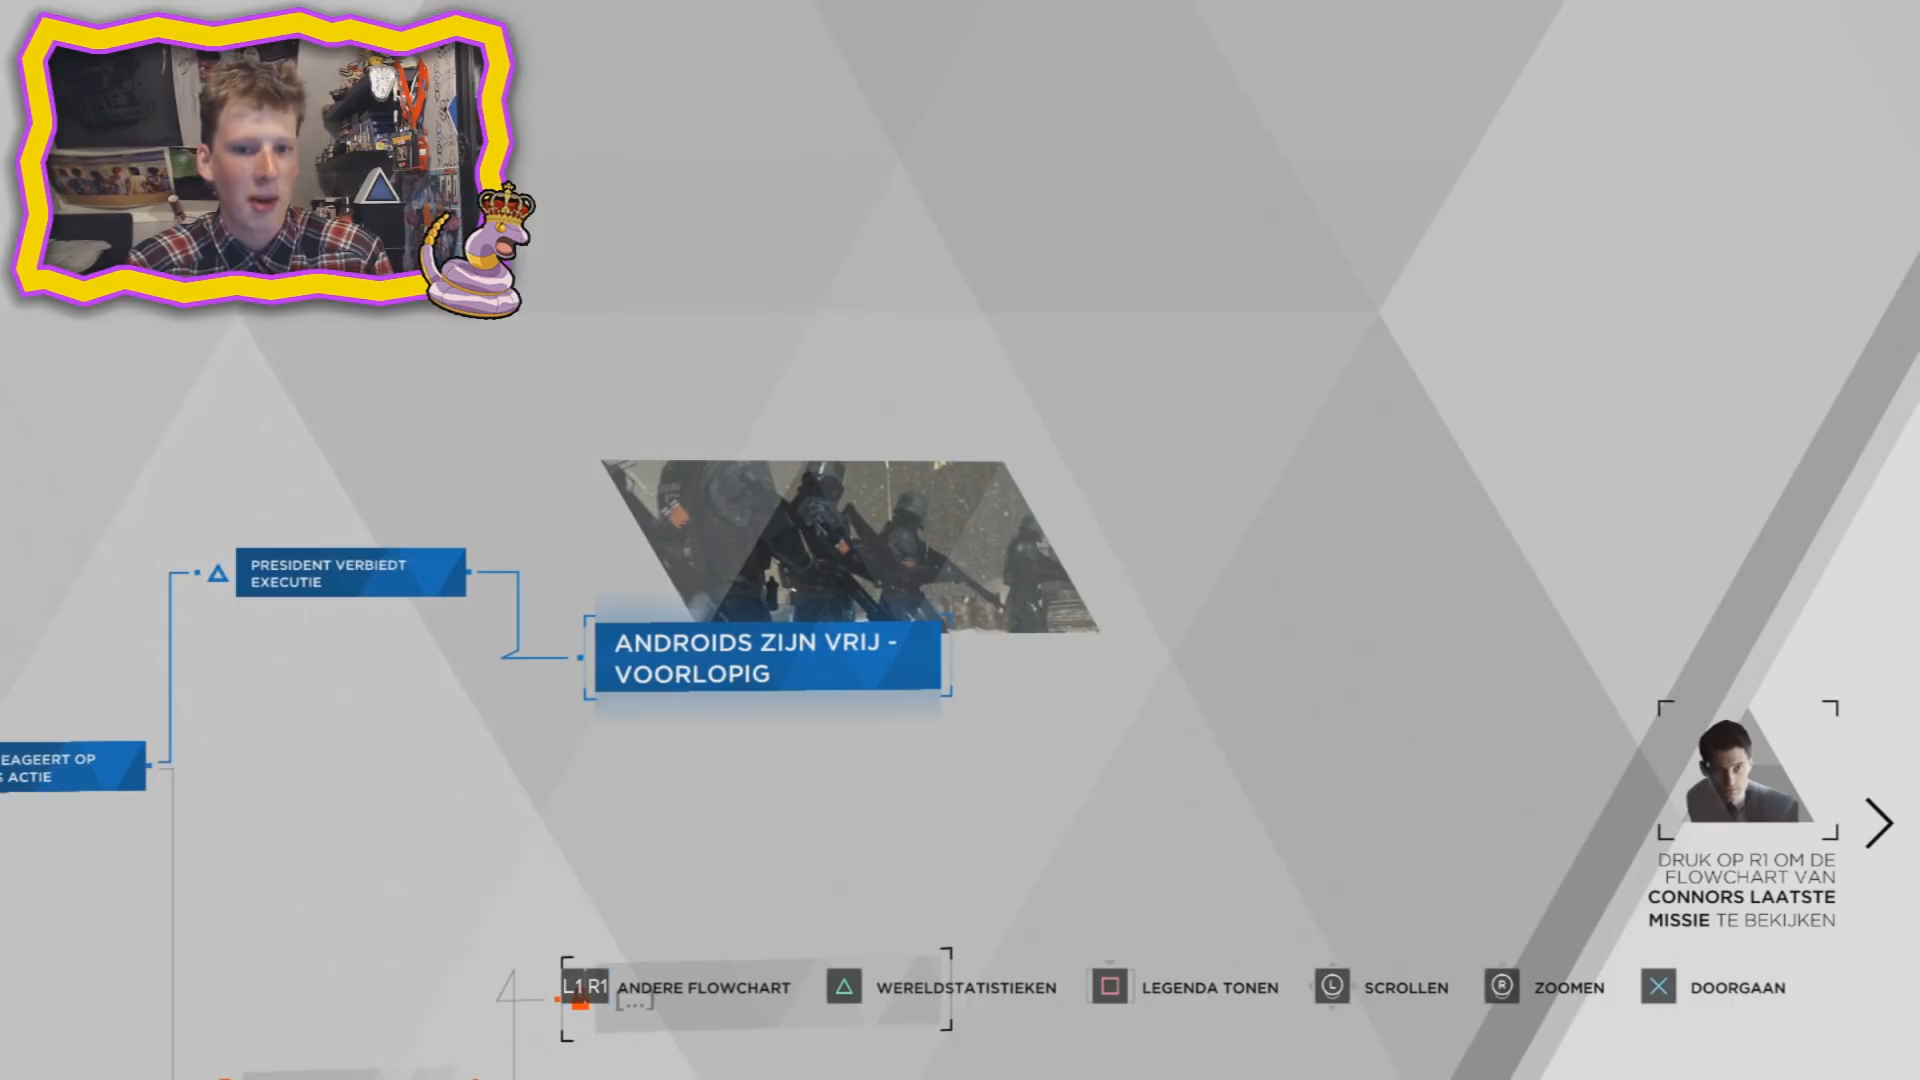 PRESIDENT VERBIEDT
EXECUTIE
ANDROIDS ZIJN VRIJ -
VOORLOPIG
EAGEERT OP
S ACTIE
DRUK OP R1 OM DE
FLOWCHART VAN
CONNORS LAATSTE
MISSIE TE BEKIJKEN
L1 R1 ANDERE FLOWCHART
WERELDSTATISTIEKEN
LEGENDA TONEN
L SCROLLEN
R ZOOMEN
DOORGAAN
[...]